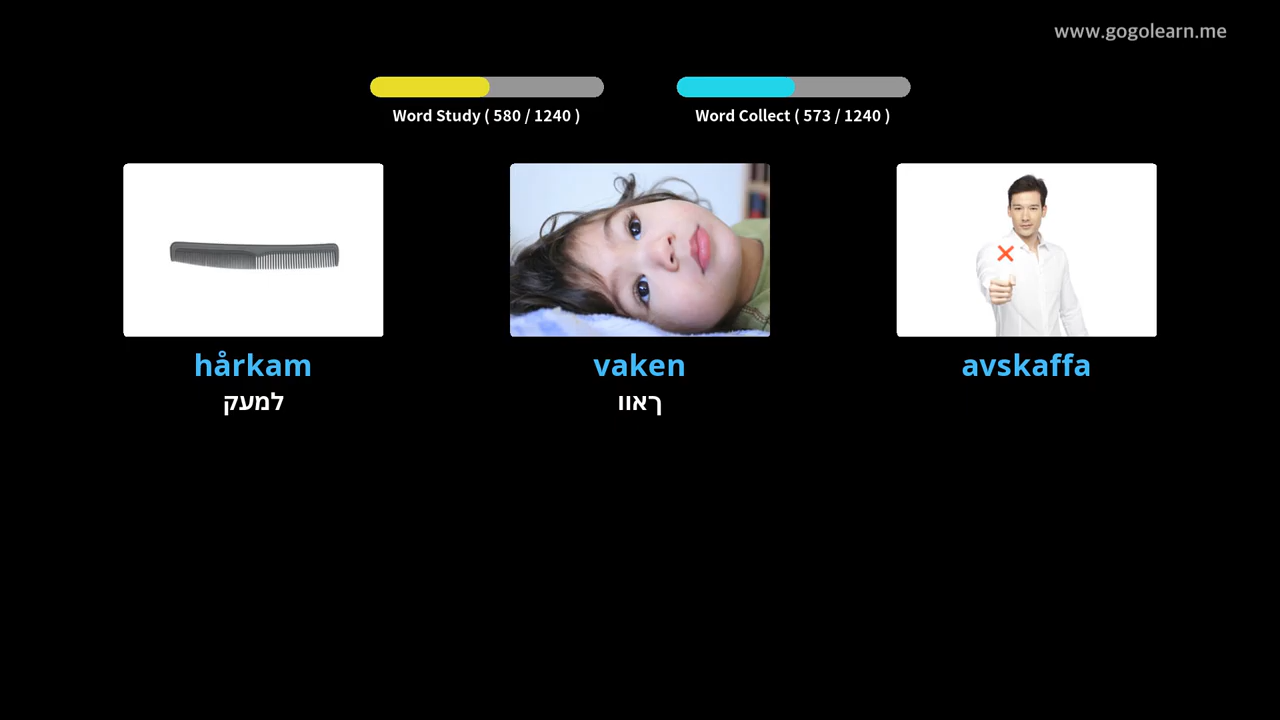 www.gogolearn.me
Word Study ( 580 / 1240 )
Word Collect ( 573 / 1240 )
hårkam
למעק
vaken
ךאוו
avskaffa